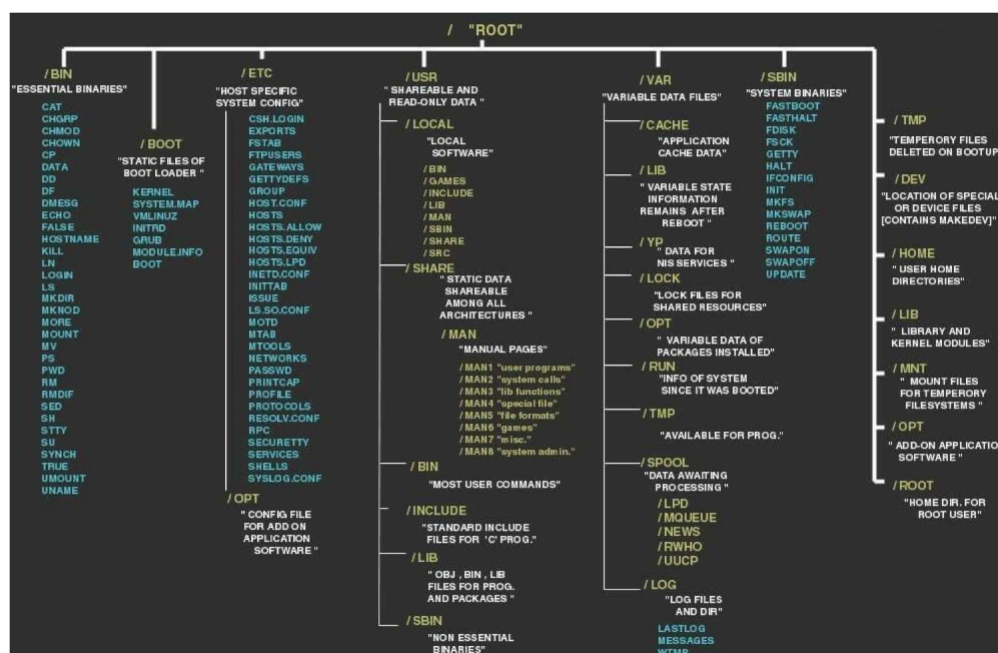 / "ROOT"
/ BIN
"ESSENTIAL BINARIES"
CAT
CHGRP
CHMOD
CHOWN
CP
DATA
DD
DF
DMESG
ECHO
FALSE
HOSTNAME
KILL
LN
LOGIN
LS
MKDIR
MKNOD
MORE
MOUNT
MV
PS
PWD
RM
RMDIF
SED
SH
STTY
SU
SYNCH
TRUE
UMOUNT
UNAME
/ BOOT
"STATIC FILES OF
BOOT LOADER "
KERNEL
SYSTEM.MAP
VMLINUZ
INITRD
GRUB
MODULE.INFO
BOOT
/ ETC
"HOST SPECIFIC
SYSTEM CONFIG"
CSH.LOGIN
EXPORTS
FSTAB
FTPUSERS
GATEWAYS
GETTYDEFS
GROUP
HOST.CONF
HOSTS
HOSTS.ALLOW
HOSTS.DENY
HOSTS.EQUIV
HOSTS.LPD
INETD.CONF
INITTAB
ISSUE
LS.SO.CONF
MOTD
MTAB
MTOOLS
NETWORKS
PASSWD
PRINTCAP
PROFILE
PROTOCOLS
RESOLV.CONF
RPC
SECURETTY
SERVICES
SHELLS
SYSLOG.CONF
/ OPT
" CONFIG FILE
FOR ADD ON
APPLICATION
SOFTWARE "
/ USR
" SHAREABLE AND
READ-ONLY DATA "
/ LOCAL
"LOCAL
SOFTWARE"
/ BIN
/ GAMES
/ INCLUDE
/ LIB
/ MAN
/ SBIN
/ SHARE
/ SRC
/ SHARE
" STATIC DATA
SHAREABLE
AMONG ALL
ARCHITECTURES "
/ MAN
"MANUAL PAGES"
/ MAN1 "user programs"
/ MAN2 "system calls"
/ MAN3 "lib functions"
/ MAN4 "special file"
/ MAN5 "file formats"
/ MAN6 "games"
/ MAN7 "misc."
/ MAN8 "system admin."
/ BIN
"MOST USER COMMANDS"
/ INCLUDE
"STANDARD INCLUDE
FILES FOR 'C' PROG."
/ LIB
" OBJ , BIN , LIB
FILES FOR PROG.
AND PACKAGES "
/ SBIN
"NON ESSENTIAL
BINARIES"
/ VAR
"VARIABLE DATA FILES"
/ CACHE
"APPLICATION
CACHE DATA"
/ LIB
" VARIABLE STATE
INFORMATION
REMAINS AFTER
REBOOT "
/ YP
" DATA FOR
NIS SERVICES "
/ LOCK
"LOCK FILES FOR
SHARED RESOURCES"
/ OPT
" VARIABLE DATA OF
PACKAGES INSTALLED"
/ RUN
"INFO OF SYSTEM
SINCE IT WAS BOOTED"
/ TMP
"AVAILABLE FOR PROG."
/ SPOOL
"DATA AWAITING
PROCESSING "
/ LPD
/ MQUEUE
/ NEWS
/ RWHO
/ UUCP
/ LOG
"LOG FILES
AND DIR"
LASTLOG
MESSAGES
WTMP
/ SBIN
"SYSTEM BINARIES"
FASTBOOT
FASTHALT
FDISK
FSCK
GETTY
HALT
IFCONFIG
INIT
MKFS
MKSWAP
REBOOT
ROUTE
SWAPON
SWAPOFF
UPDATE
/ TMP
"TEMPERORY FILES
DELETED ON BOOTUP
/ DEV
"LOCATION OF SPECIAL
OR DEVICE FILES
[CONTAINS MAKEDEV]"
/ HOME
" USER HOME
DIRECTORIES"
/ LIB
" LIBRARY AND
KERNEL MODULES"
/ MNT
" MOUNT FILES
FOR TEMPERORY
FILESYSTEMS "
/ OPT
" ADD-ON APPLICATIO
SOFTWARE "
/ ROOT
"HOME DIR. FOR
ROOT USER"